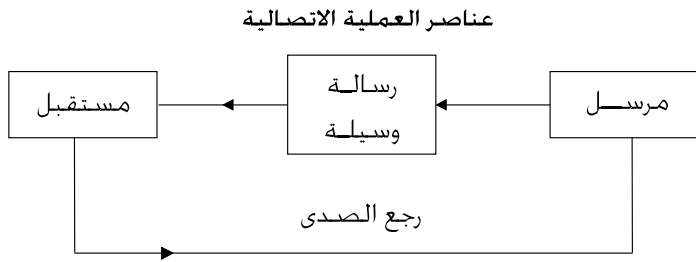 عناصر العملية الاتصالية
مرسل
رسالة
وسيلة
مستقبل
رجع الصدى